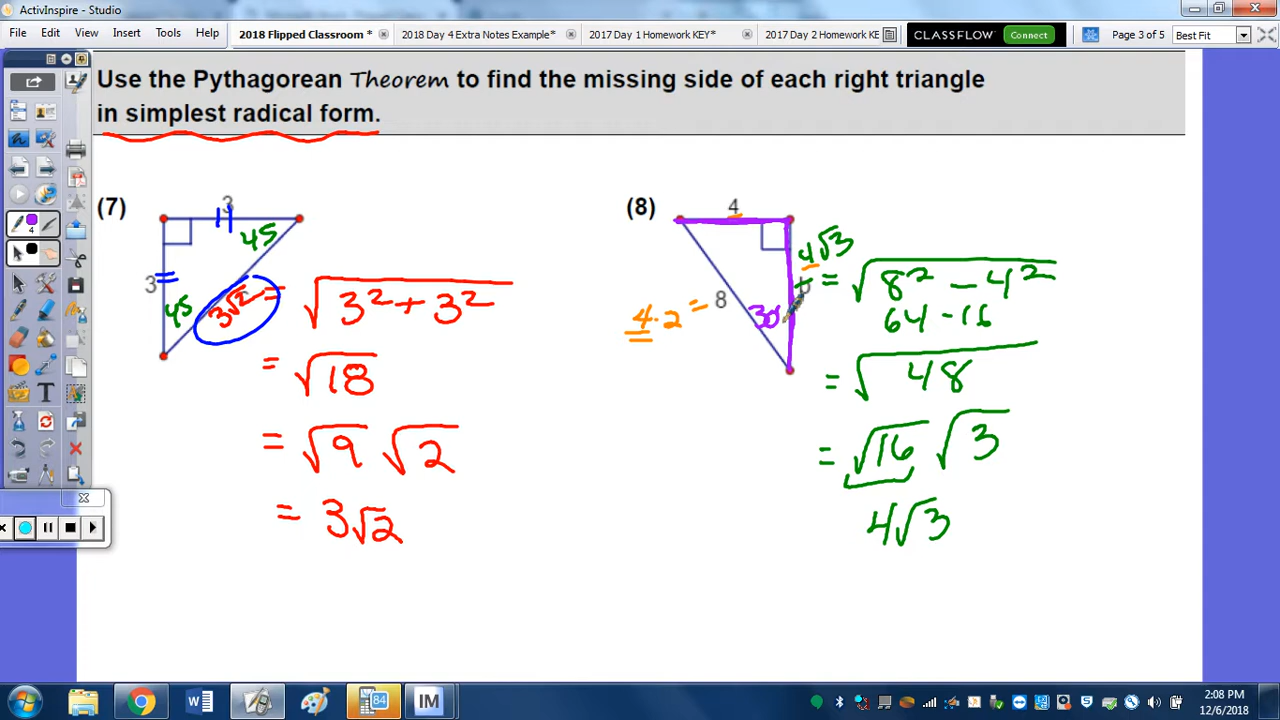 ActivInspire - Studio
File Edit View Insert Tools Help
2018 Flipped Classroom *
2018 Day 4 Extra Notes Example*
2017 Day 1 Homework KEY*
2017 Day 2 Homework KE
CLASSFLOW Connect
Page 3 of 5
Best Fit
Use the Pythagorean Theorem to find the missing side of each right triangle
in simplest radical form.
(7)
3
45
3
45
3√2 = √3² + 3²
= √18
= √9 √2
= 3√2
(8)
4
4√3
= √8² - 4²
64 - 16
4·2 = 8
30
= √48
= √16 √3
4√3
4
T
84
IM
2:08 PM
12/6/2018